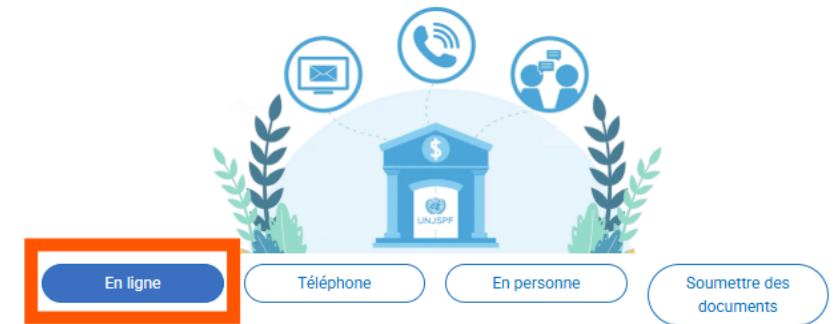 $
UNJSPF
En ligne
Téléphone
En personne
Soumettre des
documents